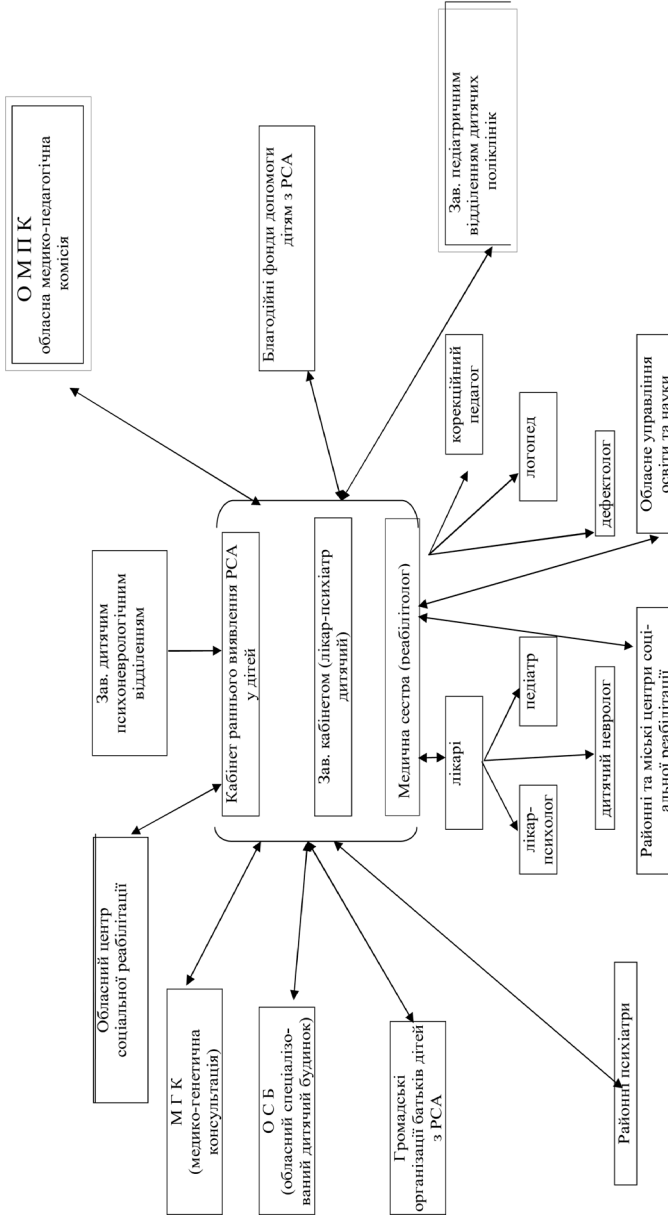 О М П К
обласна медико-педагогічна
комісія
Зав. дитячим
психоневрологічним
відділенням
Обласний центр
соціальної реабілітації
Благодійні фонди допомоги
дітям з РСА
М Г К
(медико-генетична
консультація)
Кабінет раннього виявлення РСА
у дітей
О С Б
(обласний спеціалізо-
ваний дитячий будинок)
Зав. кабінетом (лікар-психіатр
дитячий)
Зав. педіатричним
відділенням дитячих
поліклінік
Громадські
організації батьків дітей
з РСА
Медична сестра (реабілітолог)
лікарі
корекційний
педагог
лікар-
психолог
педіатр
логопед
дитячий невролог
дефектолог
Районні психіатри
Районні та міські центри соці-
альної реабілітації
Обласне управління
освіти та науки